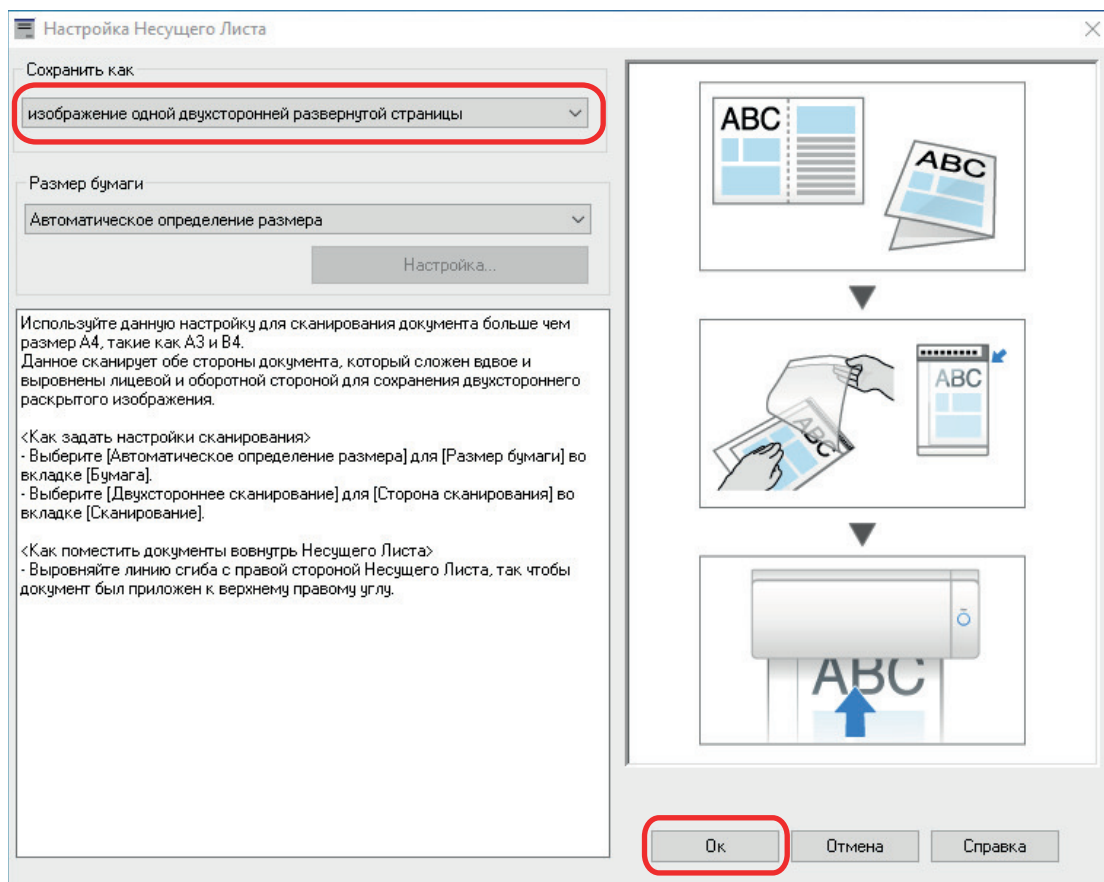 Настройка Несущего Листа
Сохранить как
изображение одной двухсторонней развернутой страницы
Размер бумаги
Автоматическое определение размера
Настройка...
Используйте данную настройку для сканирования документа больше чем
размер A4, такие как A3 и B4.
Данное сканирует обе стороны документа, который сложен вдвое и
выровнены лицевой и оборотной стороной для сохранения двухстороннего
раскрытого изображения.
<Как задать настройки сканирования>
- Выберите [Автоматическое определение размера] для [Размер бумаги] во
вкладке [Бумага].
- Выберите [Двухстороннее сканирование] для [Сторона сканирования] во
вкладке [Сканирование].
<Как поместить документы вовнутрь Несущего Листа>
- Выровняйте линию сгиба с правой стороной Несущего Листа, так чтобы
документ был приложен к верхнему правому углу.
ABC
ABC
ABC
ABC
ABC
Ок
Отмена
Справка